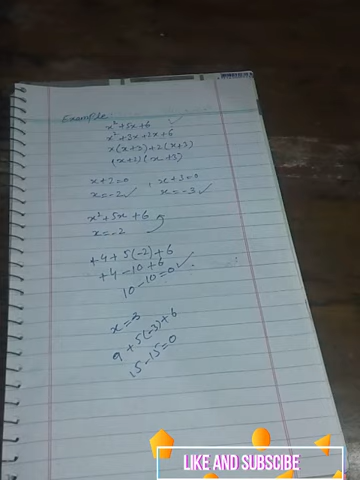 Example
x² + 5x + 6
x² + 3x + 2x + 6
x(x+3) + 2(x+3)
(x+2)(x+3)
x+2=0 , x+3=0
x=-2 x=-3
x² + 5x + 6
x=-2
+4 + 5(-2) + 6
+4 - 10 + 6
10 - 10 = 0
x=3
9 + 5(-3) + 6
15 - 15 = 0
LIKE AND SUBSCIBE